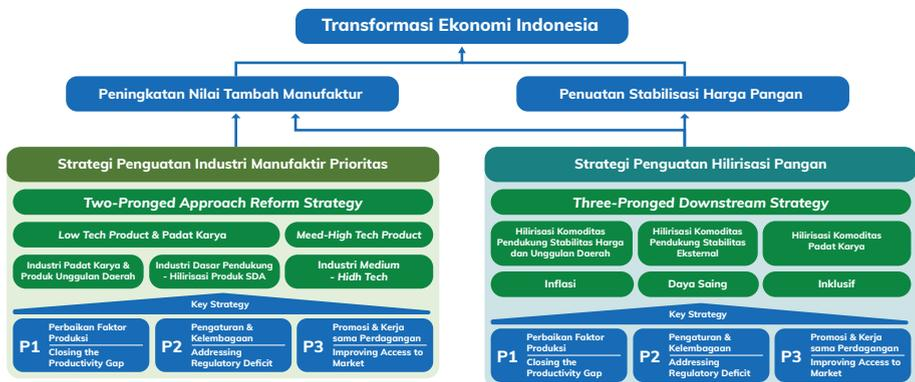 Transformasi Ekonomi Indonesia
Peningkatan Nilai Tambah Manufaktur
Penuatan Stabilisasi Harga Pangan
Strategi Penguatan Industri Manufaktir Prioritas
Two-Pronged Approach Reform Strategy
Low Tech Product & Padat Karya
Meed-High Tech Product
Industri Padat Karya &
Produk Unggulan Daerah
Industri Dasar Pendukung
- Hilirisasi Produk SDA
Industri Medium
- Hidh Tech
Key Strategy
P1
Perbaikan Faktor
Produksi
Closing the
Productivity Gap
P2
Pengaturan &
Kelembagaan
Addressing
Regulatory Deficit
P3
Promosi & Kerja
sama Perdagangan
Improving Access to
Market
Strategi Penguatan Hilirisasi Pangan
Three-Pronged Downstream Strategy
Hilirisasi Komoditas
Pendukung Stabilitas Harga
dan Unggulan Daerah
Hilirisasi Komoditas
Pendukung Stabilitas
Eksternal
Hilirisasi Komoditas
Padat Karya
Inflasi
Daya Saing
Inklusif
Key Strategy
P1
Perbaikan Faktor
Produksi
Closing the
Productivity Gap
P2
Pengaturan &
Kelembagaan
Addressing
Regulatory Deficit
P3
Promosi & Kerja
sama Perdagangan
Improving Access to
Market